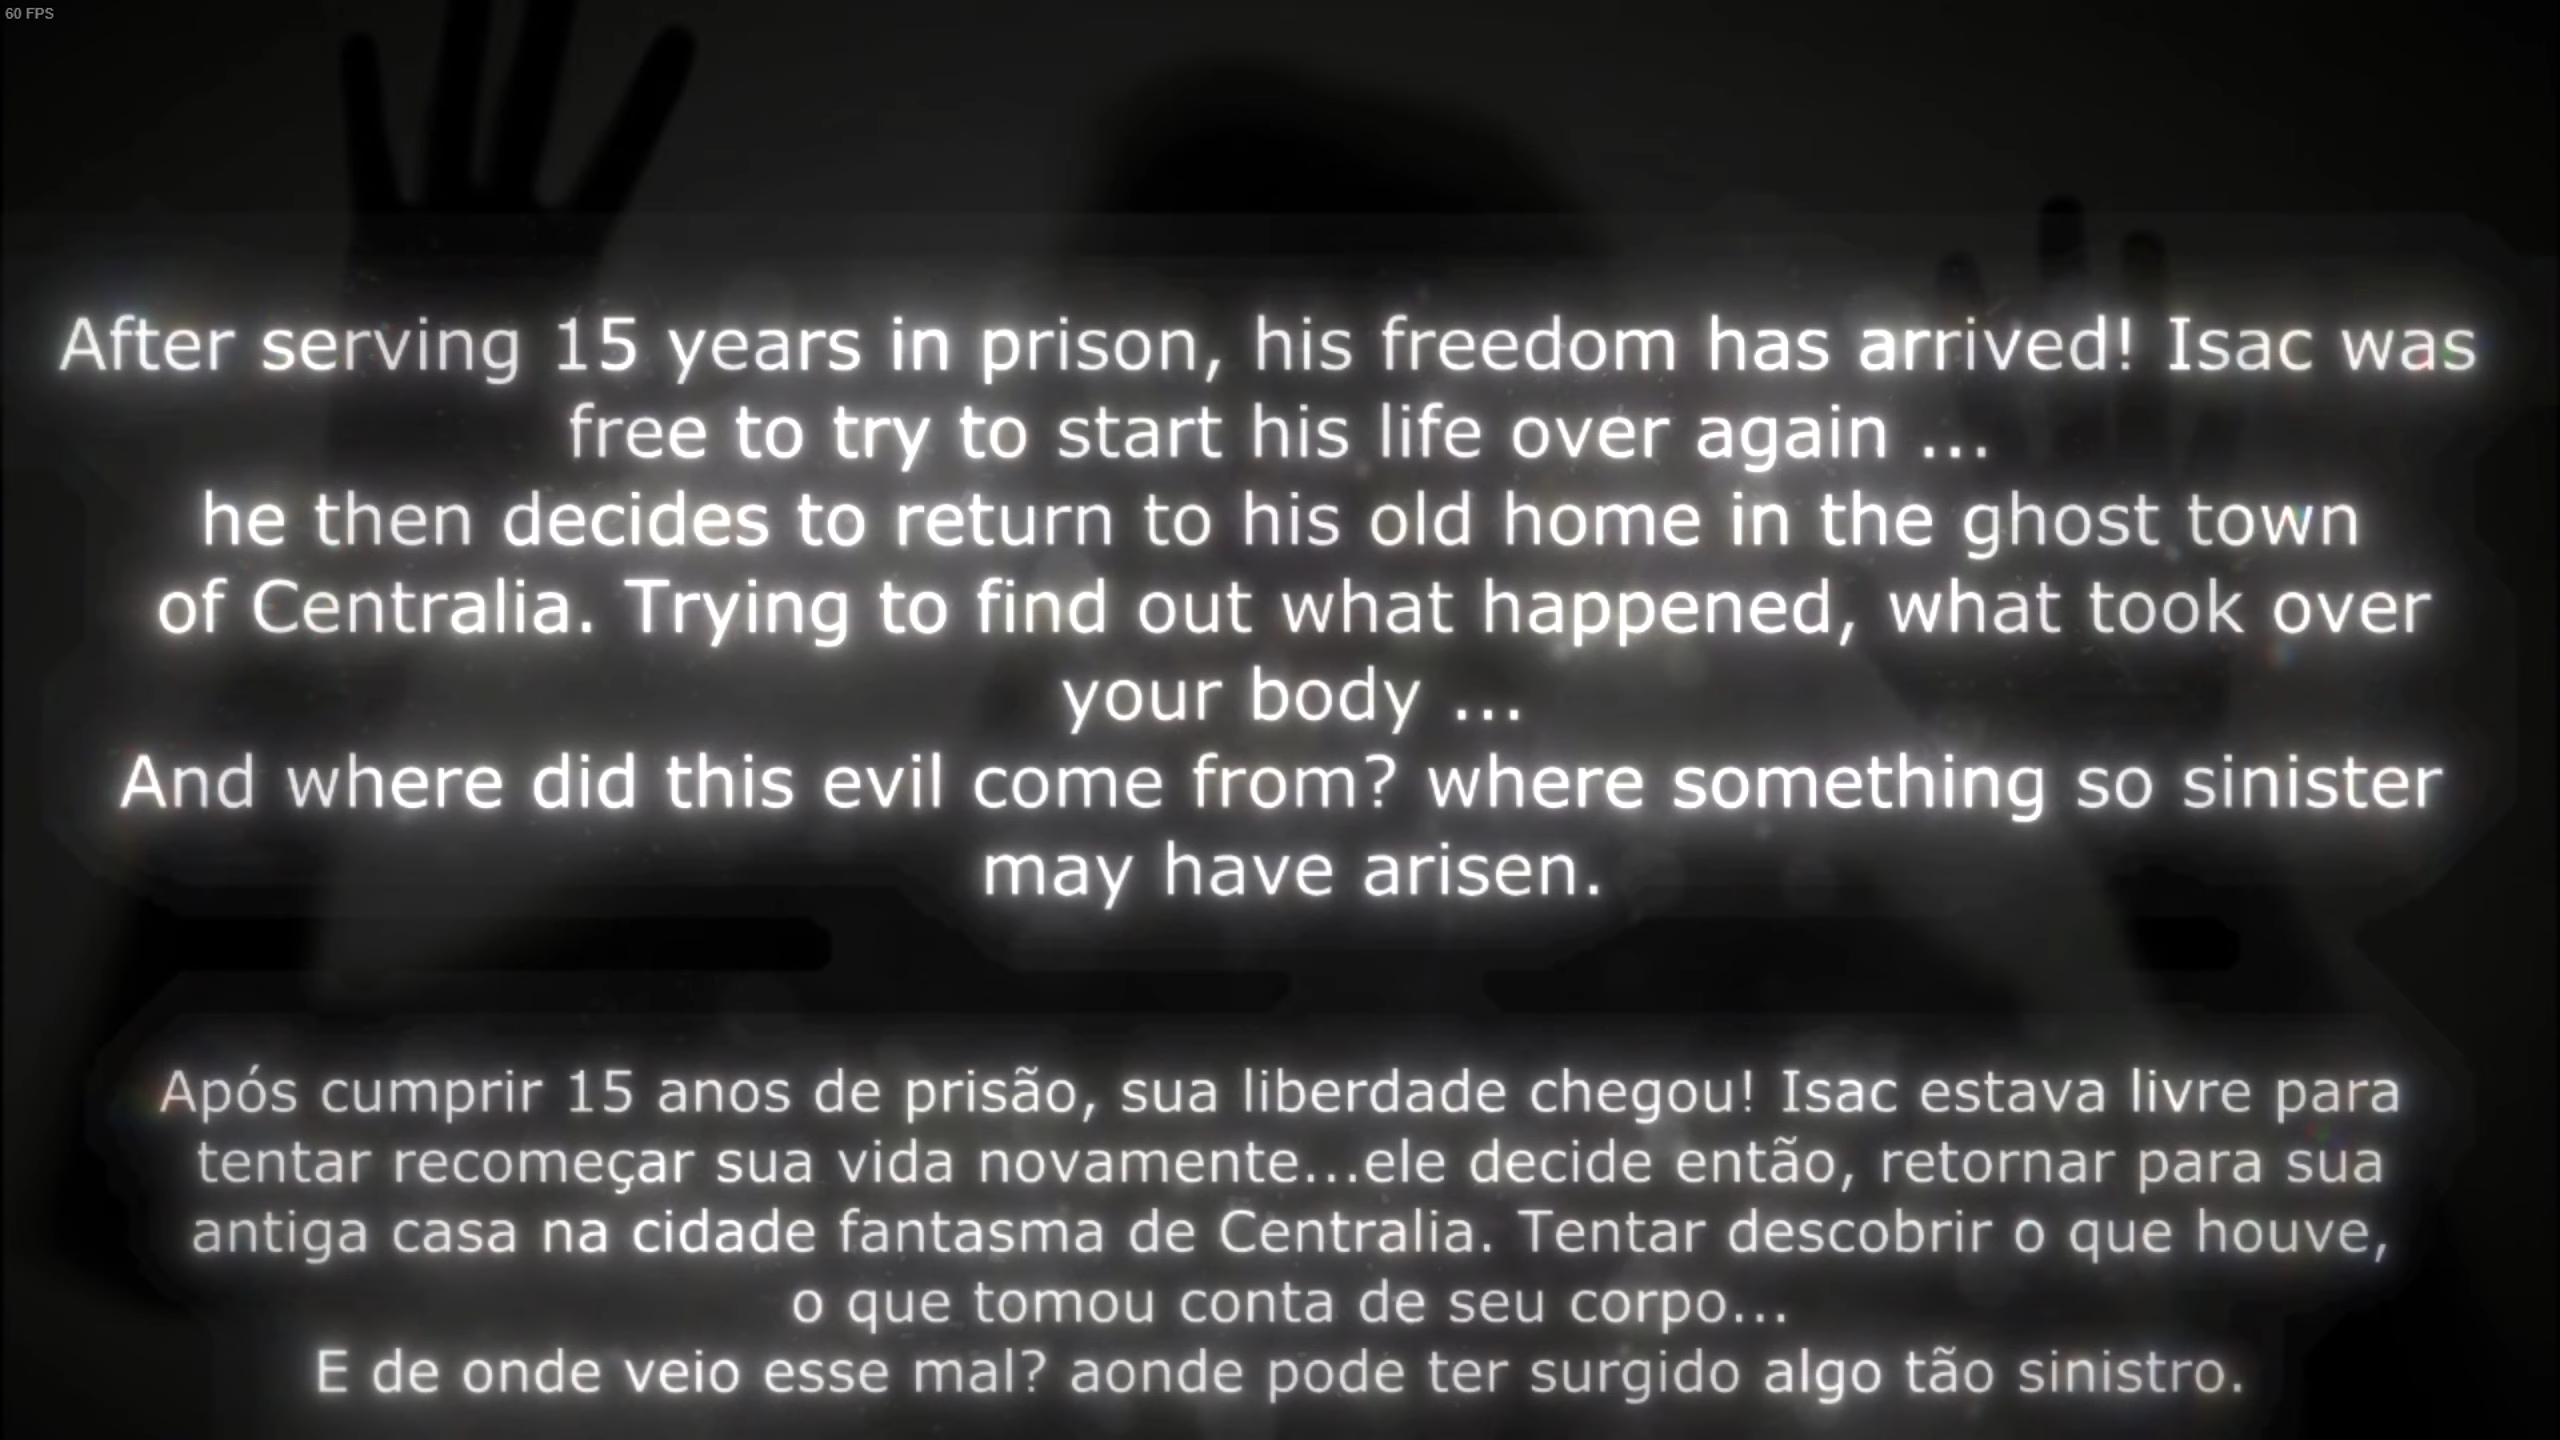 60 FPS
After serving 15 years in prison, his freedom has arrived! Isac was
free to try to start his life over again ...
he then decides to return to his old home in the ghost town
of Centralia. Trying to find out what happened, what took over
your body ...
And where did this evil come from? where something so sinister
may have arisen.
Após cumprir 15 anos de prisão, sua liberdade chegou! Isac estava livre para
tentar recomeçar sua vida novamente...ele decide então, retornar para sua
antiga casa na cidade fantasma de Centralia. Tentar descobrir o que houve,
o que tomou conta de seu corpo...
E de onde veio esse mal? aonde pode ter surgido algo tão sinistro.